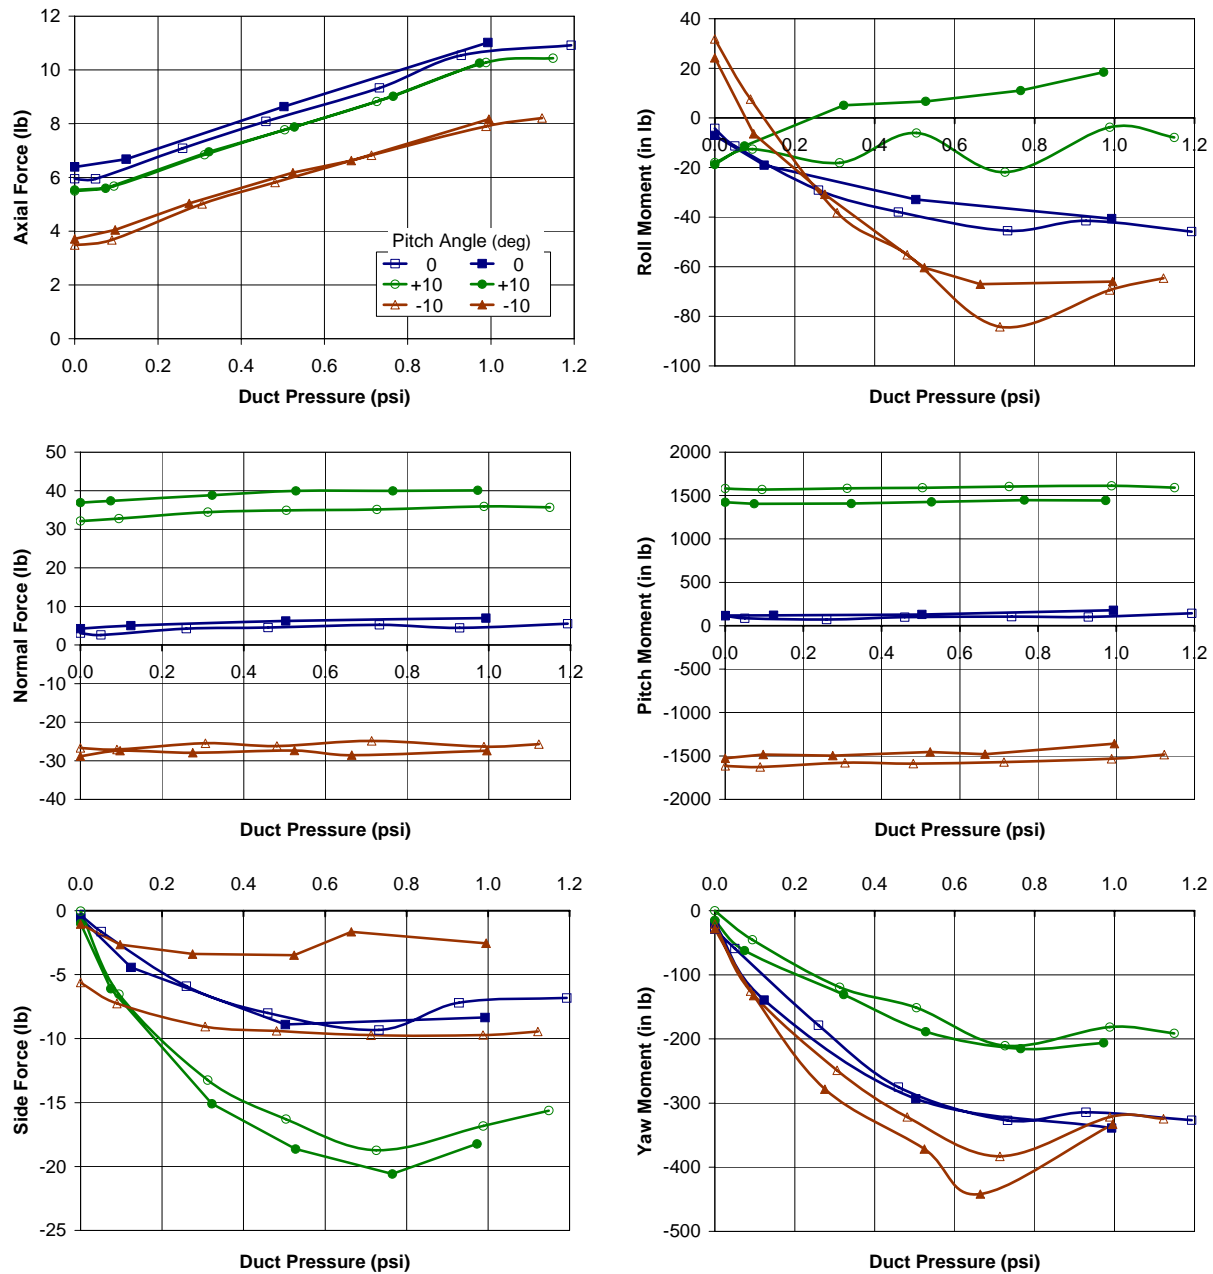 12
10
8
6
4
2
0
0.0 0.2 0.4 0.6 0.8 1.0 1.2
Axial Force (lb)
Duct Pressure (psi)
Pitch Angle (deg)
0 0
+10 +10
-10 -10
40
20
0
-20
-40
-60
-80
-100
0.0 0.2 0.4 0.6 0.8 1.0 1.2
Roll Moment (in lb)
Duct Pressure (psi)
50
40
30
20
10
0
-10
-20
-30
-40
0.0 0.2 0.4 0.6 0.8 1.0 1.2
Normal Force (lb)
Duct Pressure (psi)
2000
1500
1000
500
0
-500
-1000
-1500
-2000
0.0 0.2 0.4 0.6 0.8 1.0 1.2
Pitch Moment (in lb)
Duct Pressure (psi)
0.0 0.2 0.4 0.6 0.8 1.0 1.2
0
-5
-10
-15
-20
-25
Side Force (lb)
Duct Pressure (psi)
0.0 0.2 0.4 0.6 0.8 1.0 1.2
0
-100
-200
-300
-400
-500
Yaw Moment (in lb)
Duct Pressure (psi)